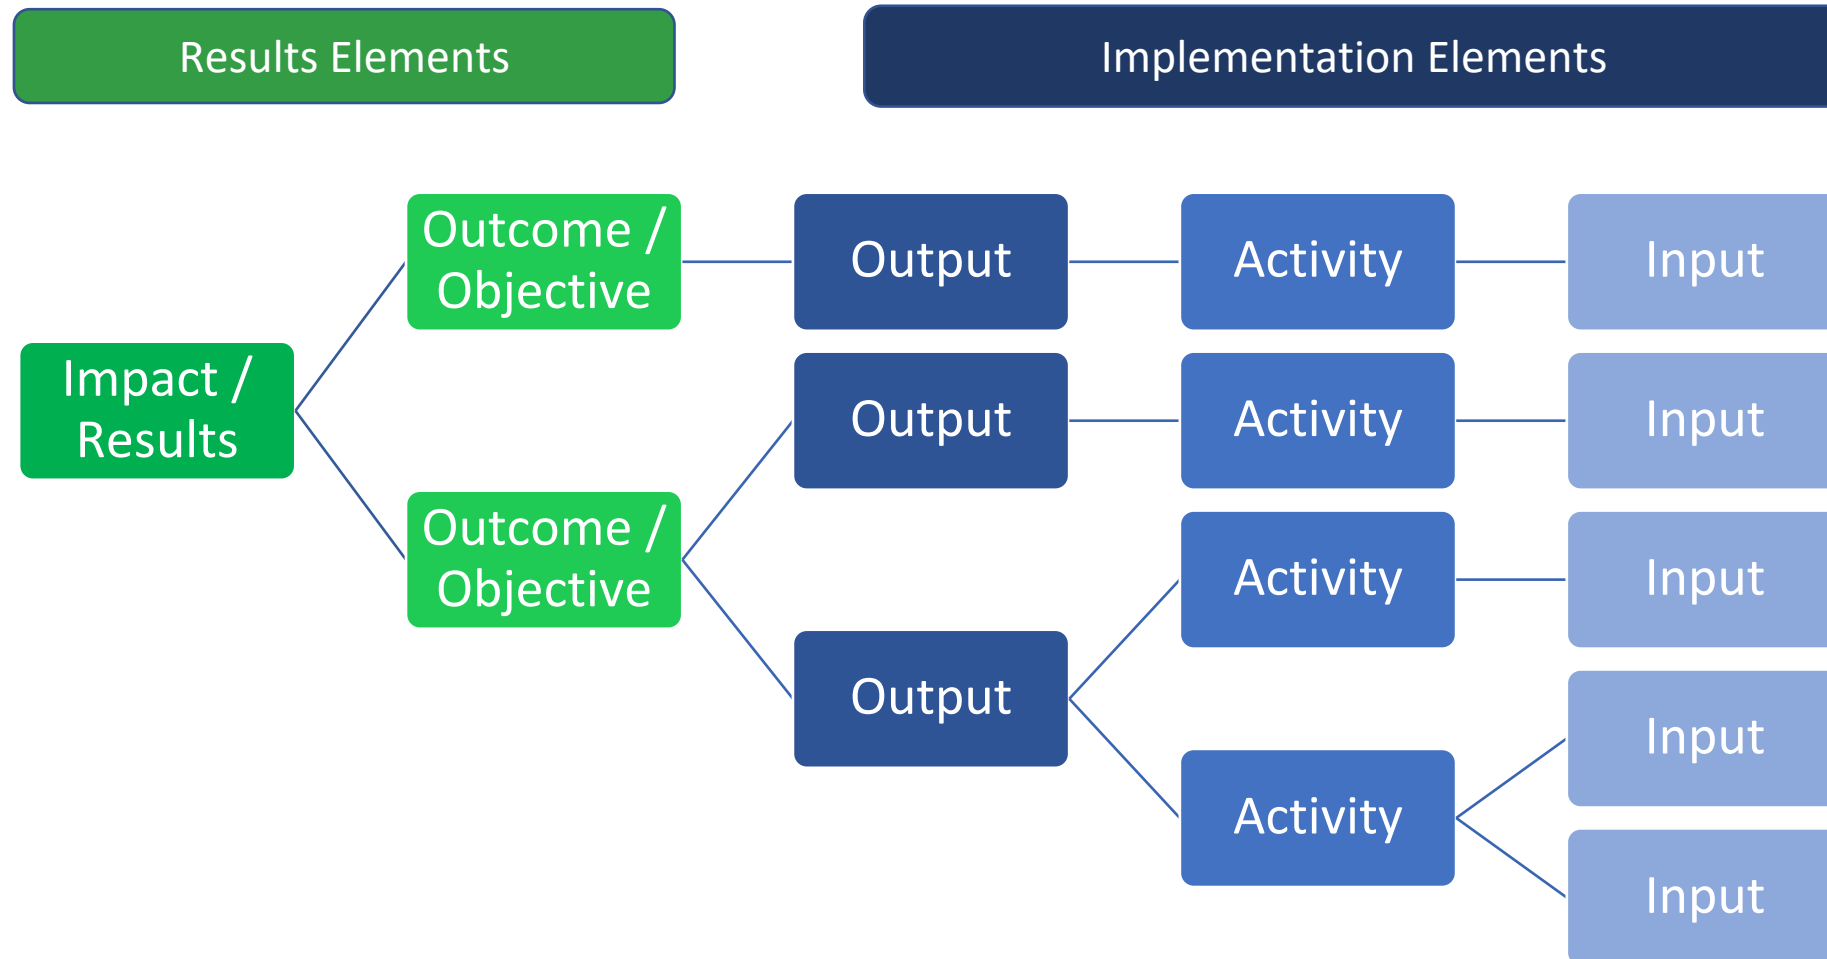 Results Elements
Implementation Elements
Impact /
Results
Outcome /
Objective
Outcome /
Objective
Output
Output
Output
Activity
Activity
Activity
Activity
Input
Input
Input
Input
Input